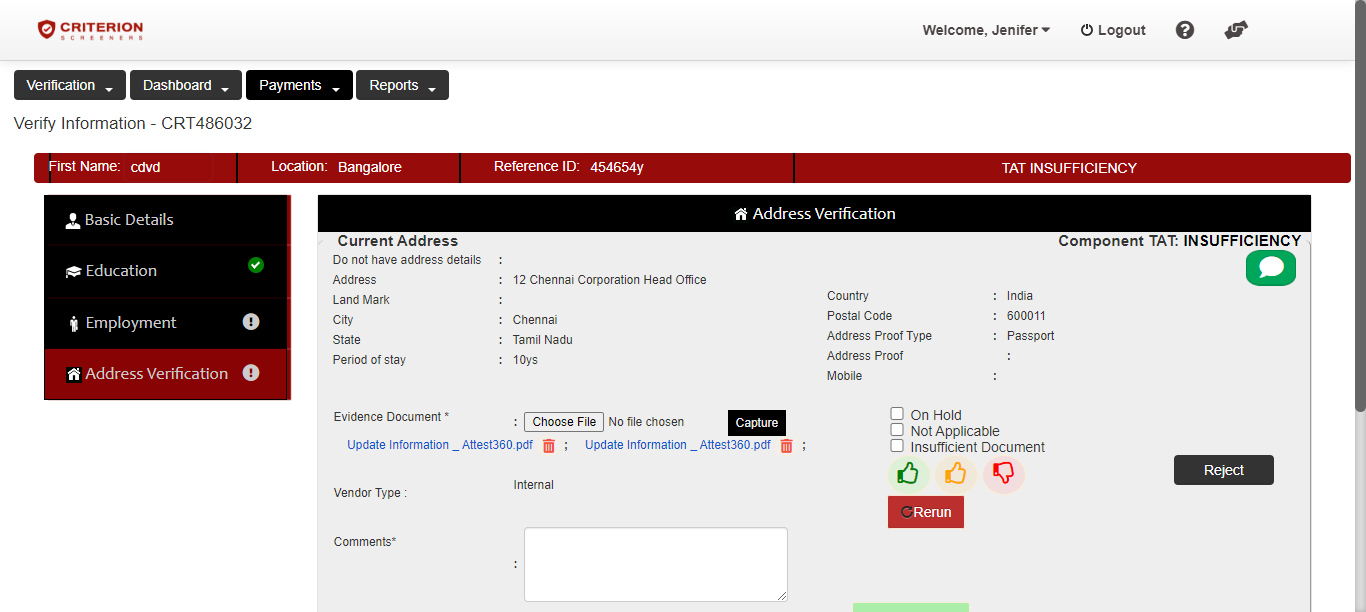 CRITERION
SCREENERS
Welcome, Jenifer
Logout
Verification
Dashboard
Payments
Reports
Verify Information - CRT486032
First Name: cdvd
Location: Bangalore
Reference ID: 454654y
TAT INSUFFICIENCY
Basic Details
Education
Employment
Address Verification
Address Verification
Current Address
Component TAT: INSUFFICIENCY
Do not have address details :
Address : 12 Chennai Corporation Head Office
Land Mark :
City : Chennai
State : Tamil Nadu
Period of stay : 10ys
Country : India
Postal Code : 600011
Address Proof Type : Passport
Address Proof :
Mobile :
Evidence Document * : Choose File No file chosen Capture
Update Information _ Attest360.pdf ; Update Information _ Attest360.pdf ;
Vendor Type : Internal
Comments* :
On Hold
Not Applicable
Insufficient Document
Rerun
Reject